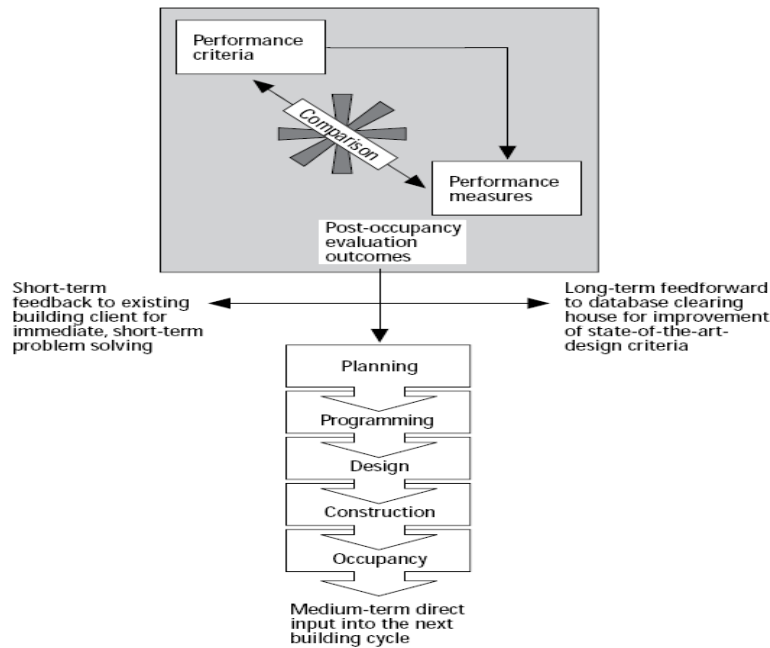 Performance
criteria
Comparison
Performance
measures
Post-occupancy
evaluation
outcomes
Short-term
feedback to existing
building client for
immediate, short-term
problem solving
Long-term feedforward
to database clearing
house for improvement
of state-of-the-art-
design criteria
Planning
Programming
Design
Construction
Occupancy
Medium-term direct
input into the next
building cycle